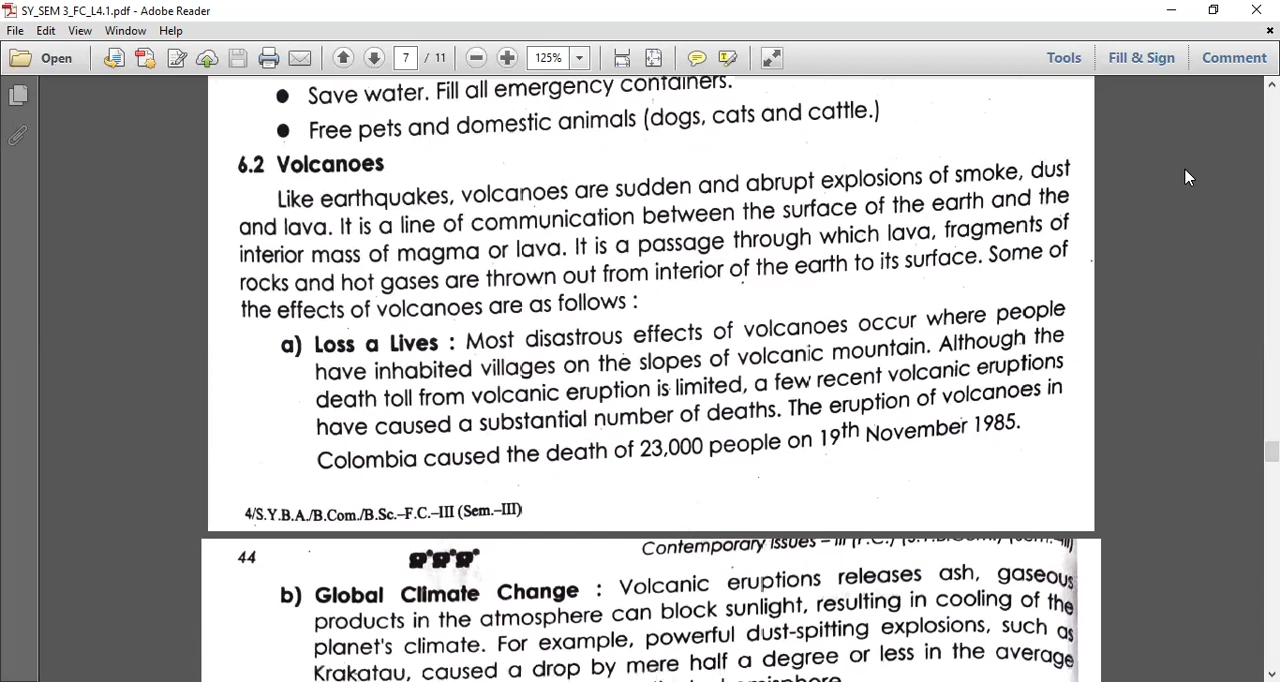 SY_SEM 3_FC_L4.1.pdf - Adobe Reader
File Edit View Window Help
Open 7 / 11 125% Tools Fill & Sign Comment
● Save water. Fill all emergency containers.
● Free pets and domestic animals (dogs, cats and cattle.)
6.2 Volcanoes
Like earthquakes, volcanoes are sudden and abrupt explosions of smoke, dust
and lava. It is a line of communication between the surface of the earth and the
interior mass of magma or lava. It is a passage through which lava, fragments of
rocks and hot gases are thrown out from interior of the earth to its surface. Some of
the effects of volcanoes are as follows :
a) Loss a Lives : Most disastrous effects of volcanoes occur where people
have inhabited villages on the slopes of volcanic mountain. Although the
death toll from volcanic eruption is limited, a few recent volcanic eruptions
have caused a substantial number of deaths. The eruption of volcanoes in
Colombia caused the death of 23,000 people on 19th November 1985.
4/S.Y.B.A./B.Com./B.Sc.–F.C.–III (Sem.–III)
44 Contemporary Issues – III (F.C.) (S.Y.B.Com.) (Sem.-III)
b) Global Climate Change : Volcanic eruptions releases ash, gaseous
products in the atmosphere can block sunlight, resulting in cooling of the
planet's climate. For example, powerful dust-spitting explosions, such as
Krakatau, caused a drop by mere half a degree or less in the average
hemisphere